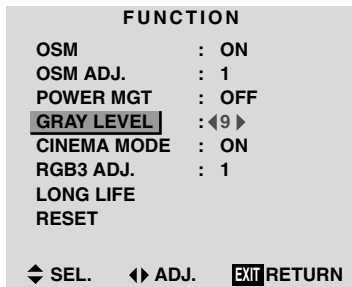 FUNCTION
OSM : ON
OSM ADJ. : 1
POWER MGT : OFF
GRAY LEVEL : 9
CINEMA MODE : ON
RGB3 ADJ. : 1
LONG LIFE
RESET
SEL. ADJ. EXIT RETURN